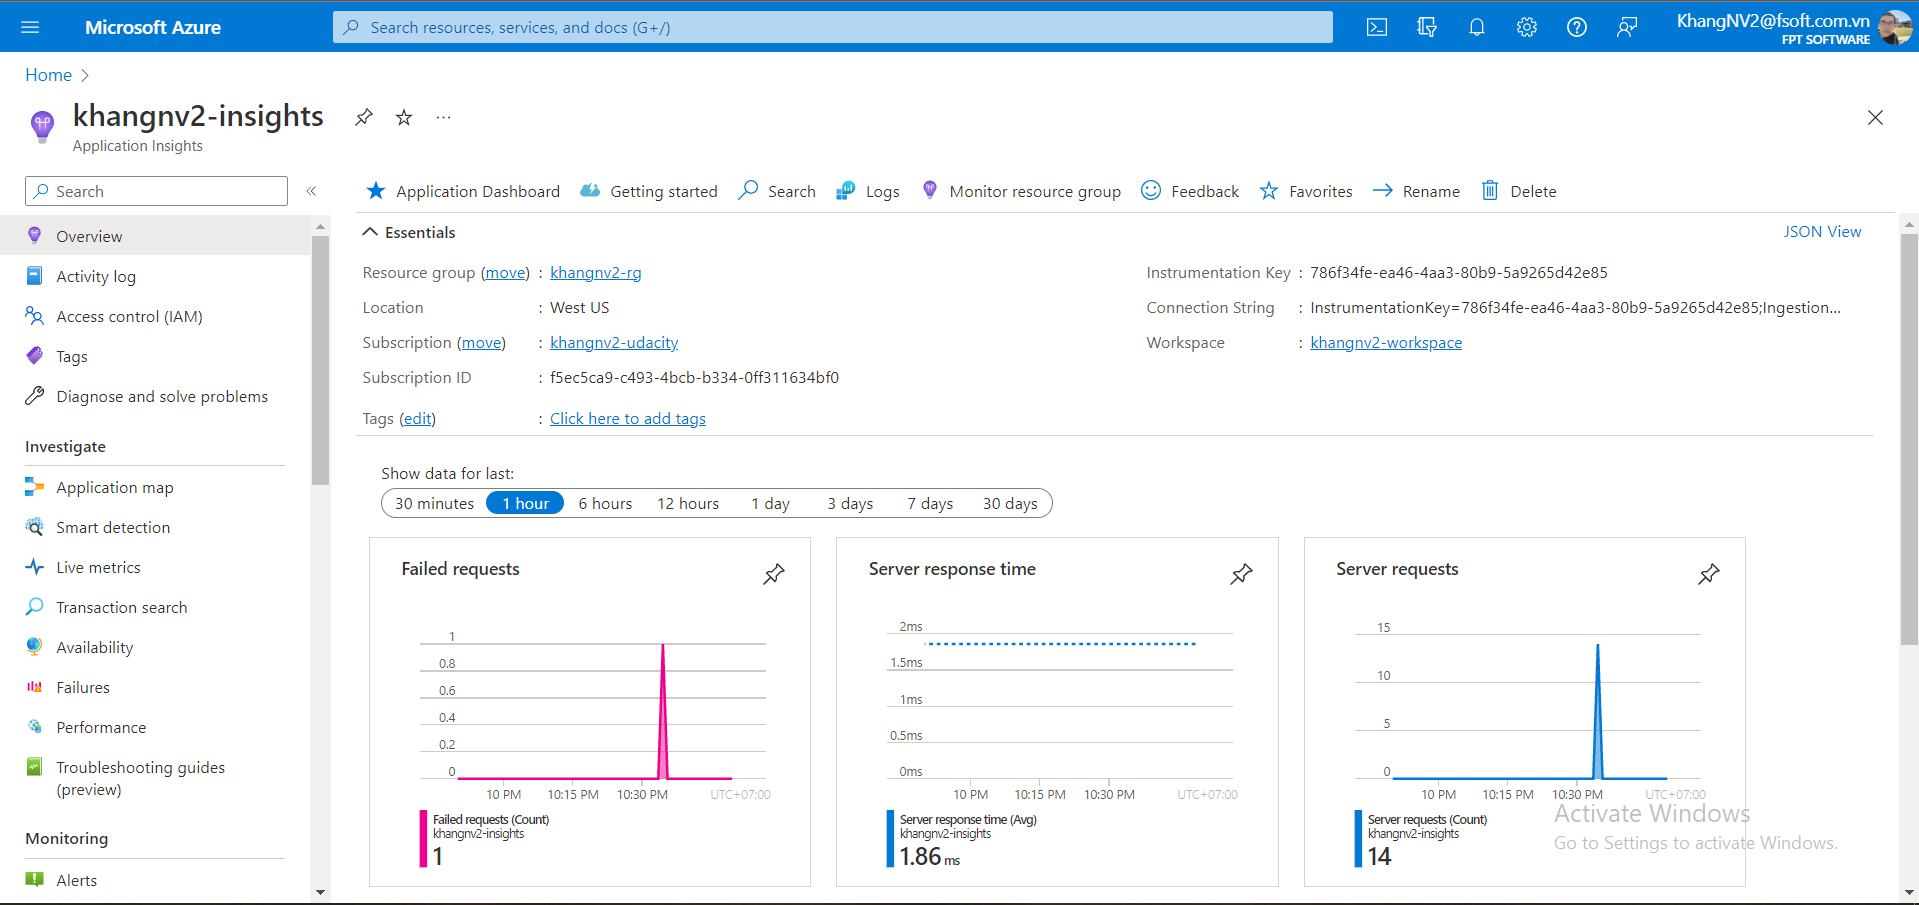 Microsoft Azure
Search resources, services, and docs (G+/)
KhangNV2@fsoft.com.vn
FPT SOFTWARE
Home
khangnv2-insights
Application Insights
Search
Application Dashboard
Getting started
Search
Logs
Monitor resource group
Feedback
Favorites
Rename
Delete
Overview
Activity log
Access control (IAM)
Tags
Diagnose and solve problems
Investigate
Application map
Smart detection
Live metrics
Transaction search
Availability
Failures
Performance
Troubleshooting guides
(preview)
Monitoring
Alerts
Essentials
JSON View
Resource group (move) : khangnv2-rg
Location : West US
Subscription (move) : khangnv2-udacity
Subscription ID : f5ec5ca9-c493-4bcb-b334-0ff311634bf0
Tags (edit) : Click here to add tags
Instrumentation Key : 786f34fe-ea46-4aa3-80b9-5a9265d42e85
Connection String : InstrumentationKey=786f34fe-ea46-4aa3-80b9-5a9265d42e85;Ingestion...
Workspace : khangnv2-workspace
Show data for last:
30 minutes 1 hour 6 hours 12 hours 1 day 3 days 7 days 30 days
Failed requests
1
0.8
0.6
0.4
0.2
0
10 PM 10:15 PM 10:30 PM UTC+07:00
Failed requests (Count)
khangnv2-insights
1
Server response time
2ms
1.5ms
1ms
0.5ms
0ms
10 PM 10:15 PM 10:30 PM UTC+07:00
Server response time (Avg)
khangnv2-insights
1.86 ms
Server requests
15
10
5
0
10 PM 10:15 PM 10:30 PM UTC+07:00
Server requests (Count)
khangnv2-insights
14
Activate Windows
Go to Settings to activate Windows.